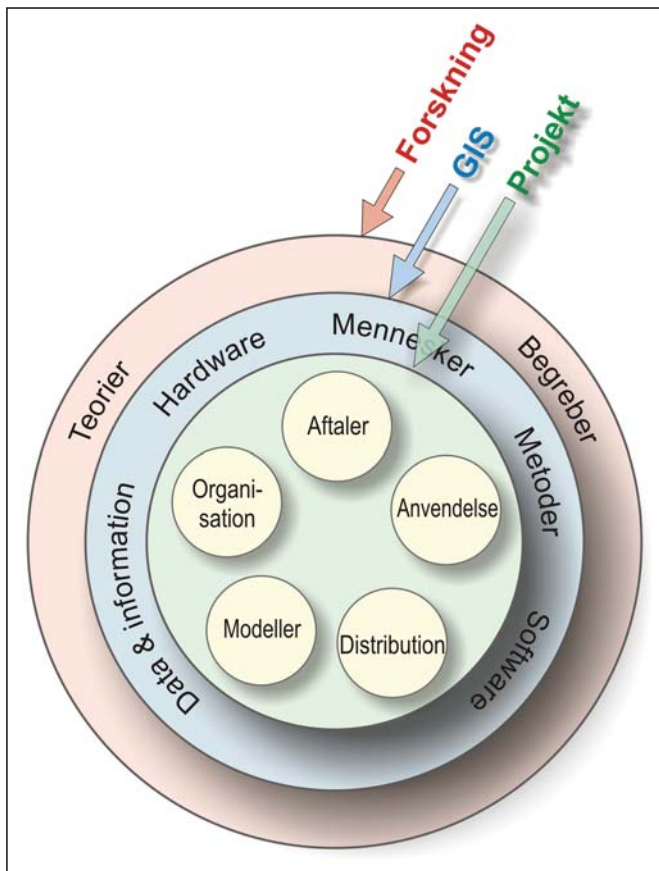 Forskning
GIS
Projekt
Teorier
Begreber
Hardware
Mennesker
Metoder
Data & information
Software
Aftaler
Organi-
sation
Anvendelse
Modeller
Distribution